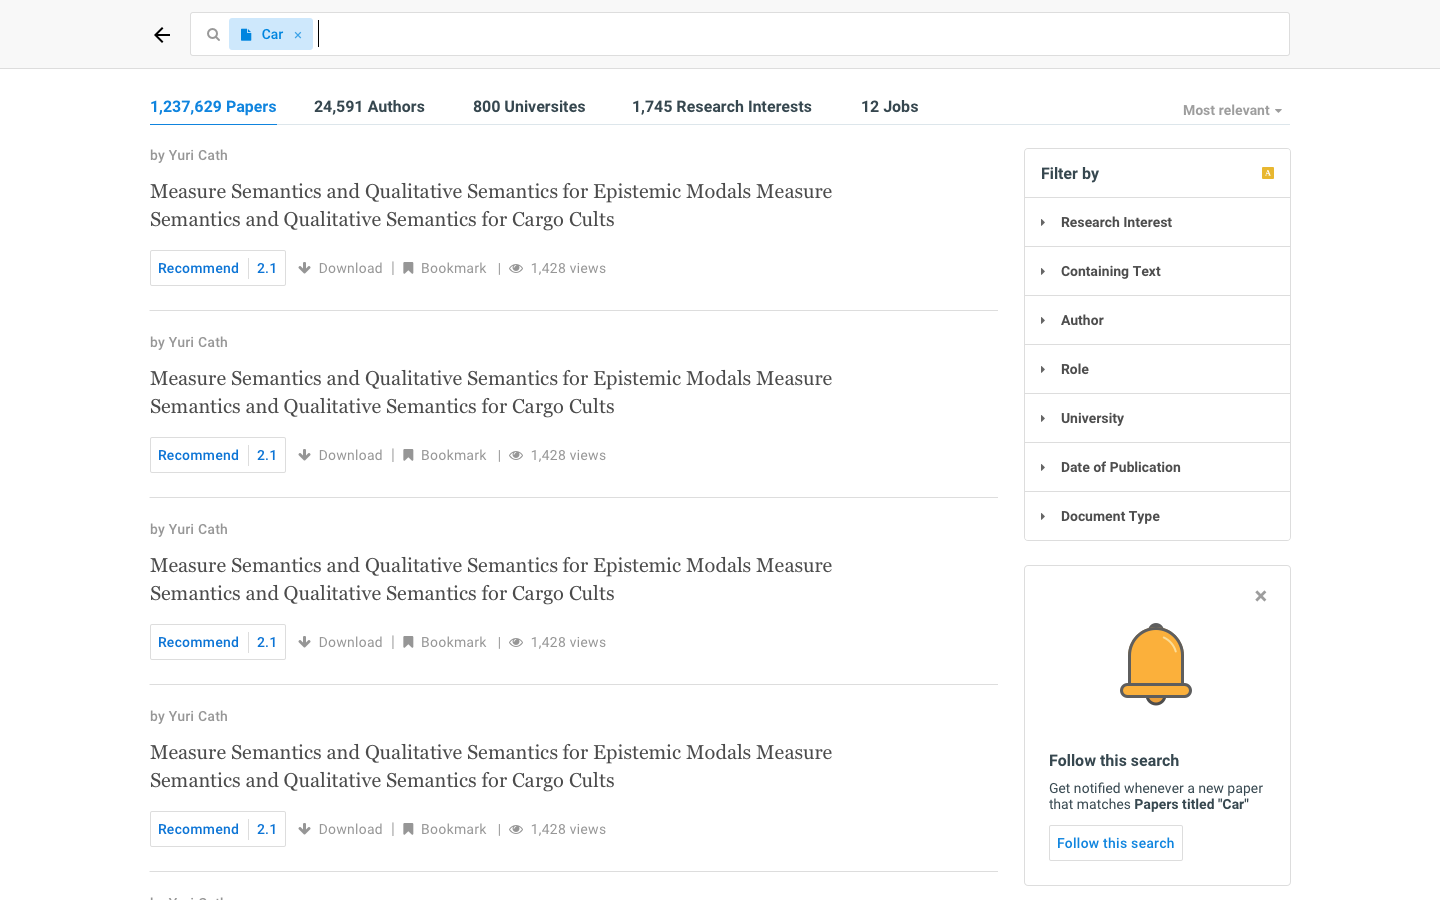 Car ×
1,237,629 Papers
24,591 Authors
800 Universites
1,745 Research Interests
12 Jobs
Most relevant
by Yuri Cath
Measure Semantics and Qualitative Semantics for Epistemic Modals Measure
Semantics and Qualitative Semantics for Cargo Cults
Recommend 2.1 Download | Bookmark | 1,428 views
by Yuri Cath
Measure Semantics and Qualitative Semantics for Epistemic Modals Measure
Semantics and Qualitative Semantics for Cargo Cults
Recommend 2.1 Download | Bookmark | 1,428 views
by Yuri Cath
Measure Semantics and Qualitative Semantics for Epistemic Modals Measure
Semantics and Qualitative Semantics for Cargo Cults
Recommend 2.1 Download | Bookmark | 1,428 views
by Yuri Cath
Measure Semantics and Qualitative Semantics for Epistemic Modals Measure
Semantics and Qualitative Semantics for Cargo Cults
Recommend 2.1 Download | Bookmark | 1,428 views
Filter by A
Research Interest
Containing Text
Author
Role
University
Date of Publication
Document Type
Follow this search
Get notified whenever a new paper
that matches Papers titled "Car"
Follow this search